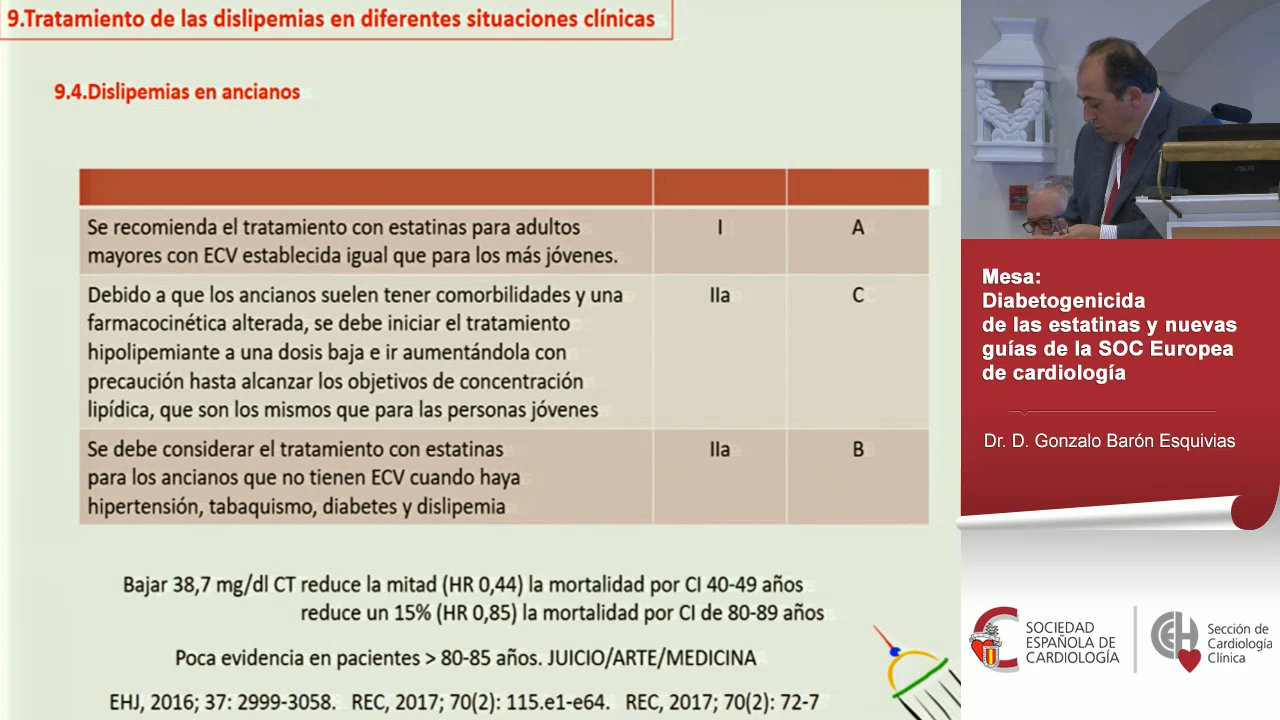 9.Tratamiento de las dislipemias en diferentes situaciones clínicas
9.4.Dislipemias en ancianos
Se recomienda el tratamiento con estatinas para adultos
mayores con ECV establecida igual que para los más jóvenes.
I
A
Debido a que los ancianos suelen tener comorbilidades y una
farmacocinética alterada, se debe iniciar el tratamiento
hipolipemiante a una dosis baja e ir aumentándola con
precaución hasta alcanzar los objetivos de concentración
lipídica, que son los mismos que para las personas jóvenes
IIa
C
Se debe considerar el tratamiento con estatinas
para los ancianos que no tienen ECV cuando haya
hipertensión, tabaquismo, diabetes y dislipemia
IIa
B
Bajar 38,7 mg/dl CT reduce la mitad (HR 0,44) la mortalidad por CI 40-49 años
reduce un 15% (HR 0,85) la mortalidad por CI de 80-89 años
Poca evidencia en pacientes > 80-85 años. JUICIO/ARTE/MEDICINA
EHJ, 2016; 37: 2999-3058. REC, 2017; 70(2): 115.e1-e64. REC, 2017; 70(2): 72-7
Mesa:
Diabetogenicida
de las estatinas y nuevas
guías de la SOC Europea
de cardiología
Dr. D. Gonzalo Barón Esquivias
SOCIEDAD
ESPAÑOLA DE
CARDIOLOGÍA
Sección de
Cardiología
Clínica